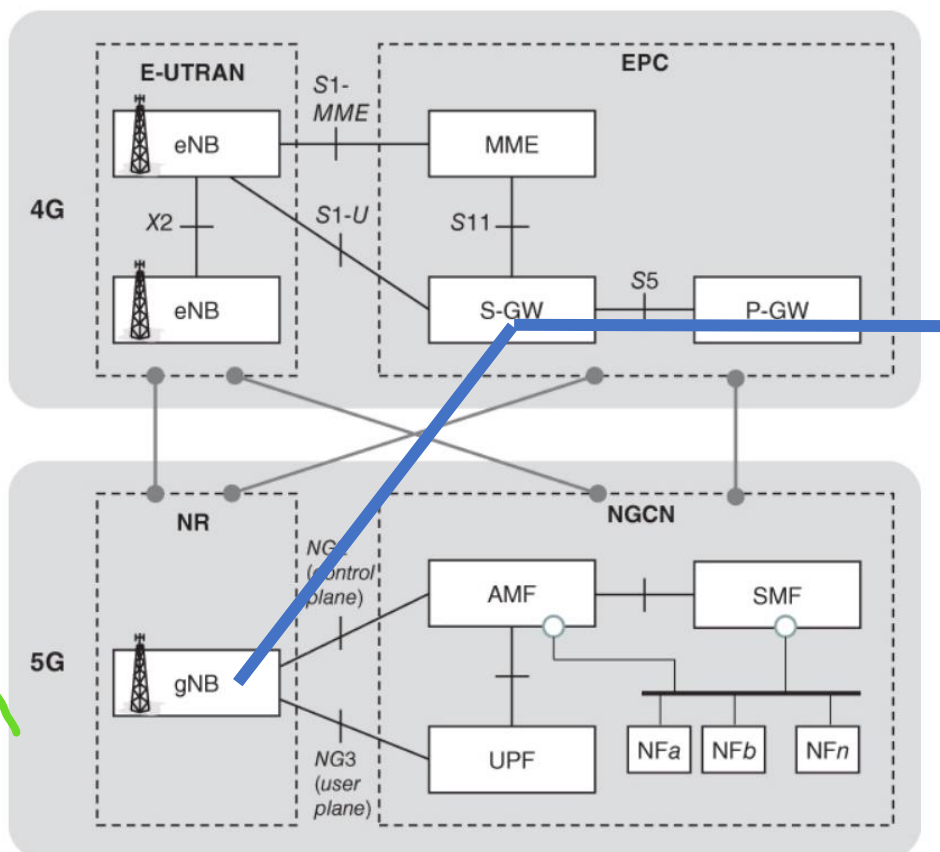 E-UTRAN
EPC
S1-
MME
eNB
MME
4G
X2
S1-U
S11
S5
eNB
S-GW
P-GW
NR
NGCN
(control
plane)
AMF
SMF
5G
gNB
NG3
(user
plane)
UPF
NFa
NFb
NFn